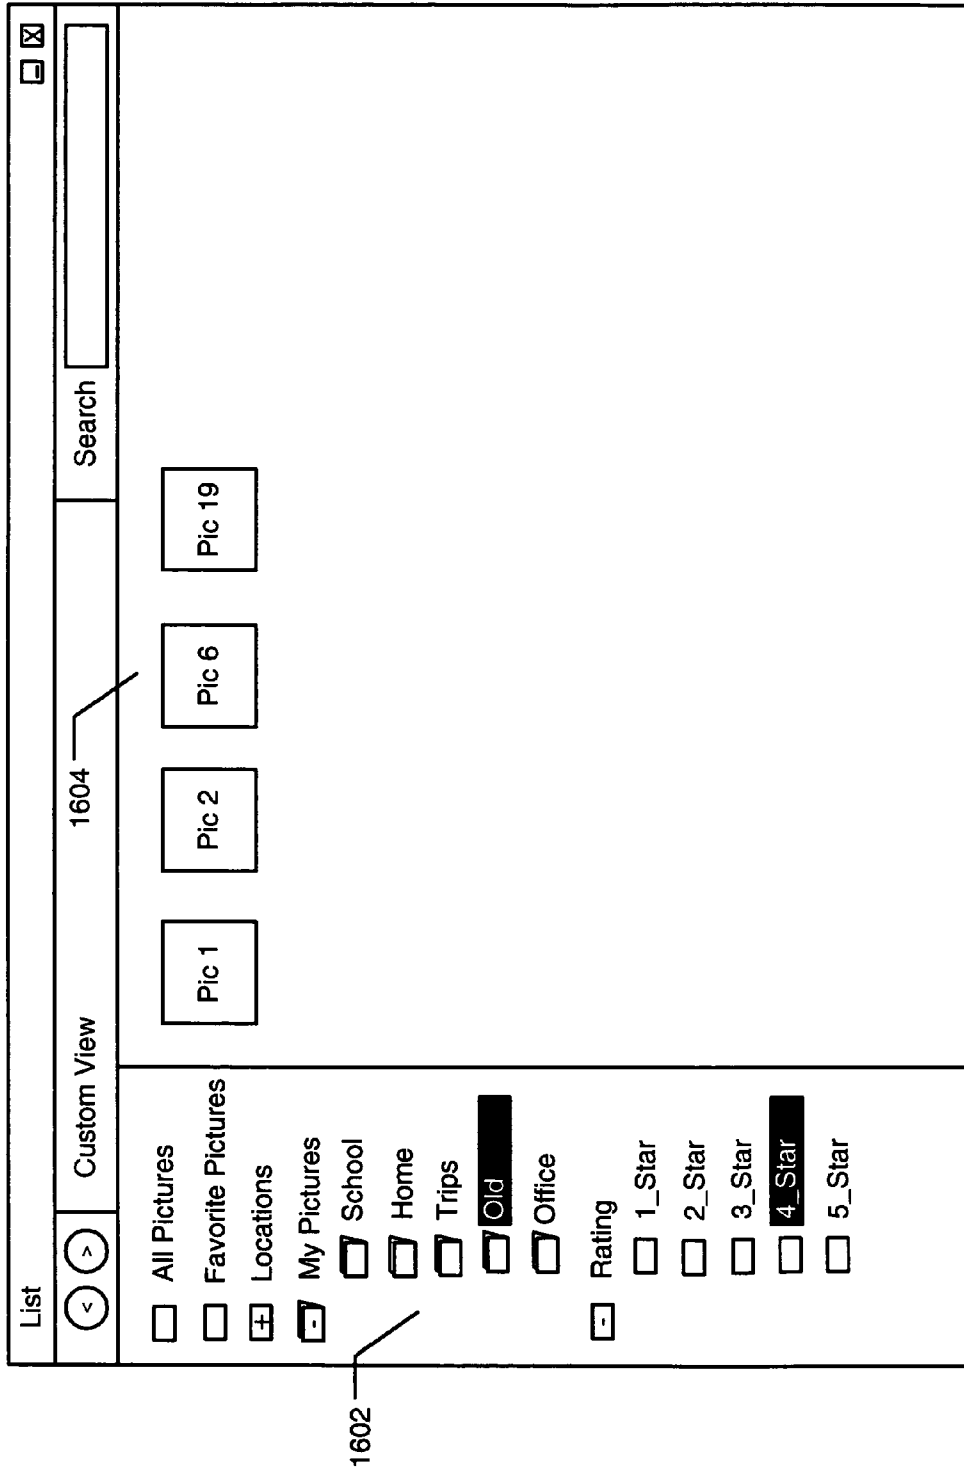 List
- X
< >
Custom View
Search
1604
1602
All Pictures
Favorite Pictures
+ Locations
- My Pictures
School
Home
Trips
Old
Office
- Rating
1_Star
2_Star
3_Star
4_Star
5_Star
Pic 1
Pic 2
Pic 6
Pic 19